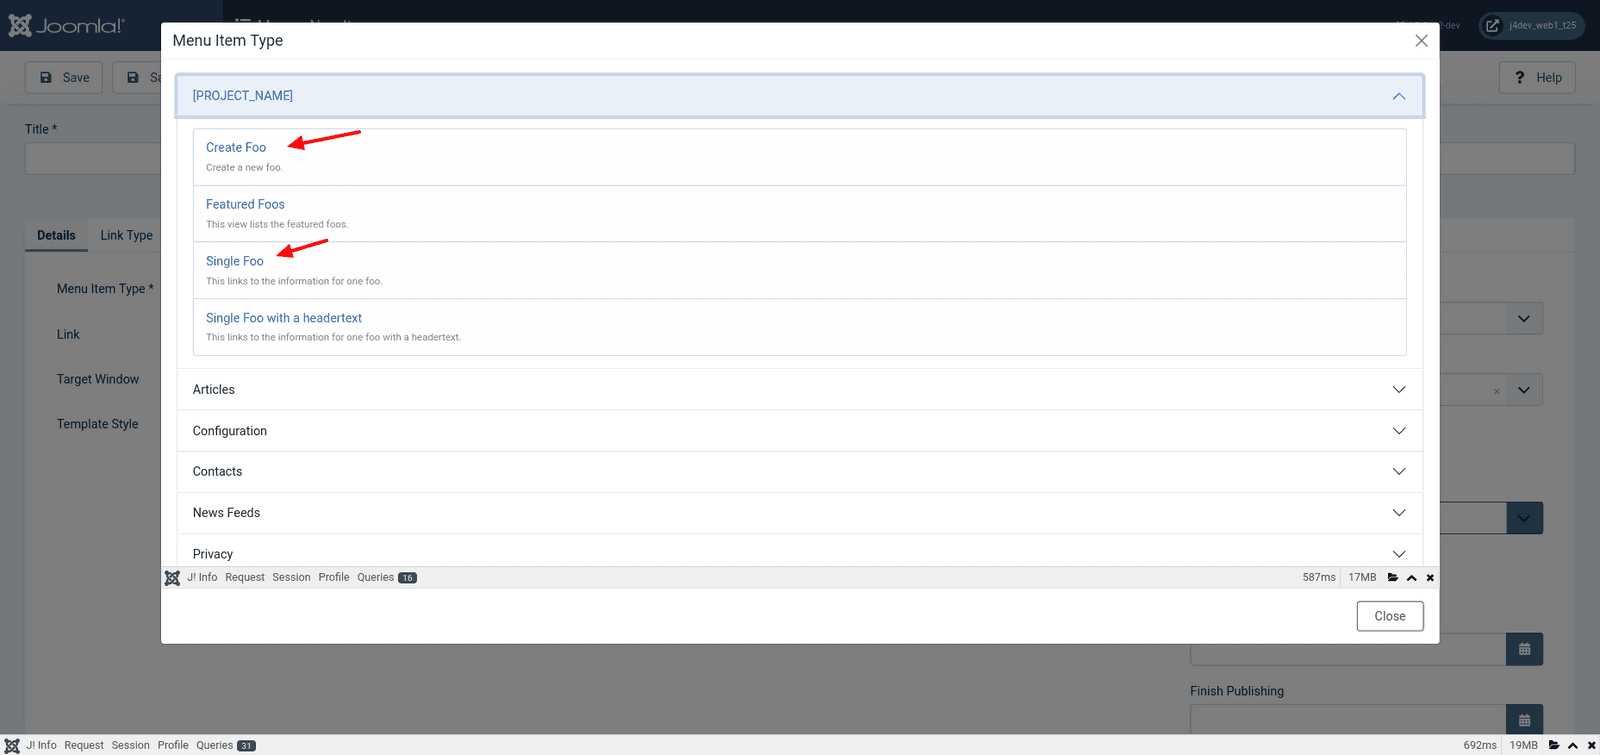 Joomla!
2-dev
j4dev_web1_t25
Menu Item Type
Save
Sa
Help
[PROJECT_NAME]
Title *
Create Foo
Create a new foo.
Featured Foos
This view lists the featured foos.
Details
Link Type
Single Foo
This links to the information for one foo.
Menu Item Type *
Single Foo with a headertext
This links to the information for one foo with a headertext.
Link
Target Window
Articles
Template Style
Configuration
Contacts
News Feeds
Privacy
J! Info Request Session Profile Queries 16 587ms 17MB
Close
Finish Publishing
J! Info Request Session Profile Queries 31 692ms 19MB